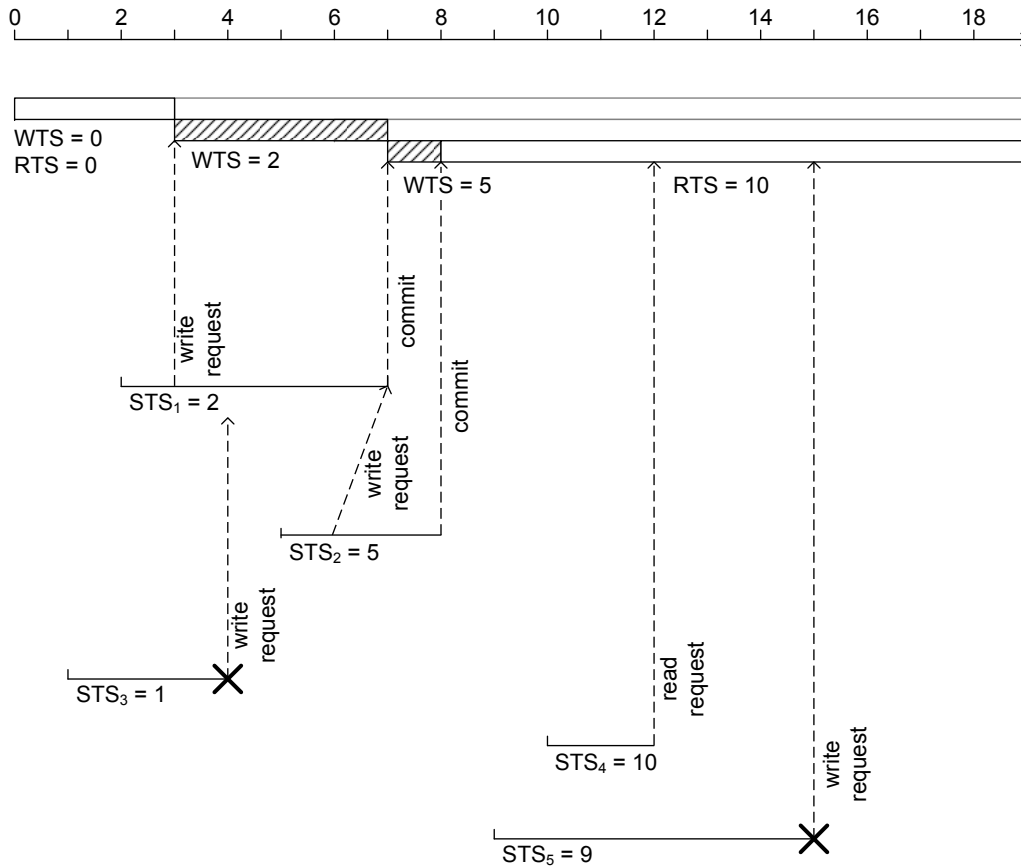 0 2 4 6 8 10 12 14 16 18
WTS = 0
RTS = 0
WTS = 2
WTS = 5
RTS = 10
write
request
commit
commit
STS₁ = 2
write
request
STS₂ = 5
write
request
STS₃ = 1
read
request
STS₄ = 10
write
request
STS₅ = 9